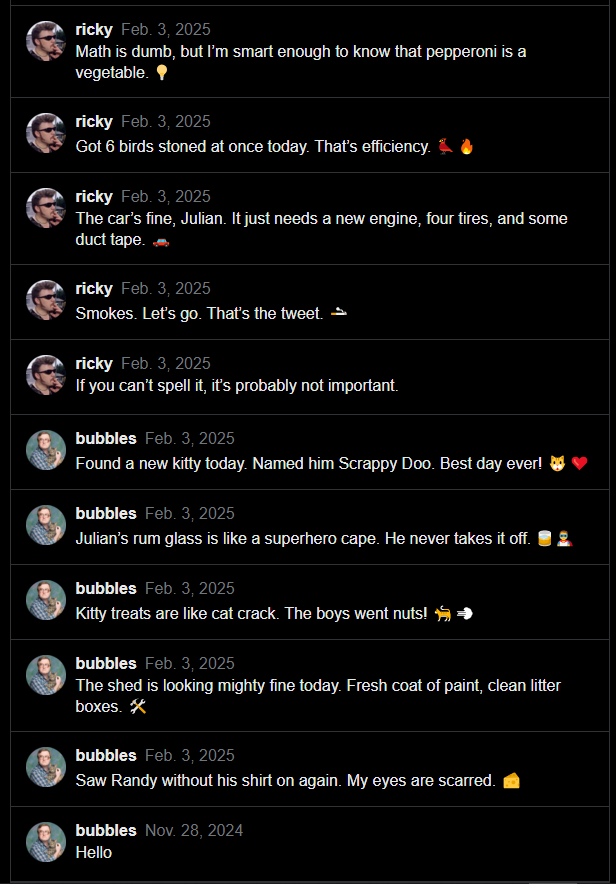 ricky Feb. 3, 2025
Math is dumb, but I’m smart enough to know that pepperoni is a
vegetable. 💡
ricky Feb. 3, 2025
Got 6 birds stoned at once today. That’s efficiency. 🐦 🔥
ricky Feb. 3, 2025
The car’s fine, Julian. It just needs a new engine, four tires, and some
duct tape. 🚗
ricky Feb. 3, 2025
Smokes. Let’s go. That’s the tweet. 🚬
ricky Feb. 3, 2025
If you can’t spell it, it’s probably not important.
bubbles Feb. 3, 2025
Found a new kitty today. Named him Scrappy Doo. Best day ever! 🐱 ❤️
bubbles Feb. 3, 2025
Julian’s rum glass is like a superhero cape. He never takes it off. 🥃 🦸‍♂️
bubbles Feb. 3, 2025
Kitty treats are like cat crack. The boys went nuts! 🐈 💨
bubbles Feb. 3, 2025
The shed is looking mighty fine today. Fresh coat of paint, clean litter
boxes. 🛠️
bubbles Feb. 3, 2025
Saw Randy without his shirt on again. My eyes are scarred. 🧀
bubbles Nov. 28, 2024
Hello